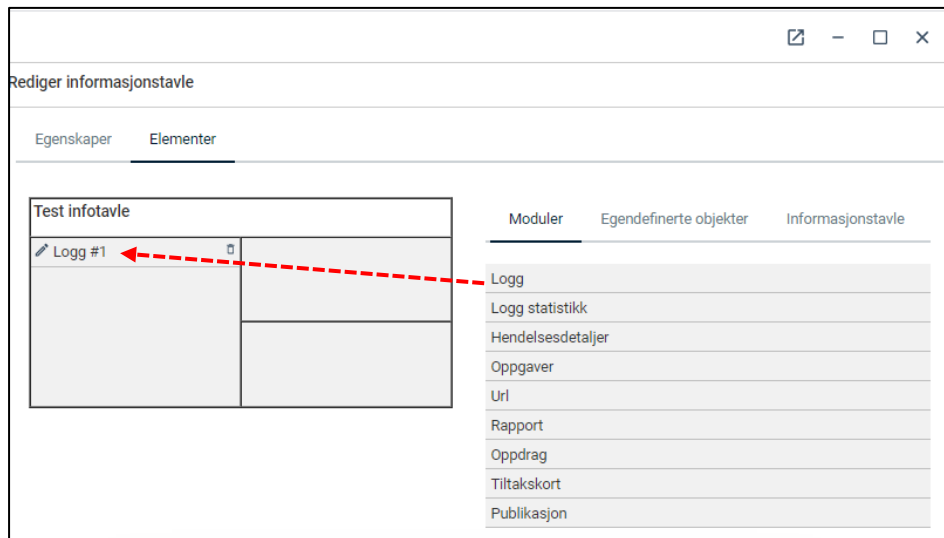 Rediger informasjonstavle
Egenskaper Elementer
Test infotavle
Logg #1
Moduler Egendefinerte objekter Informasjonstavle
Logg
Logg statistikk
Hendelsesdetaljer
Oppgaver
Url
Rapport
Oppdrag
Tiltakskort
Publikasjon